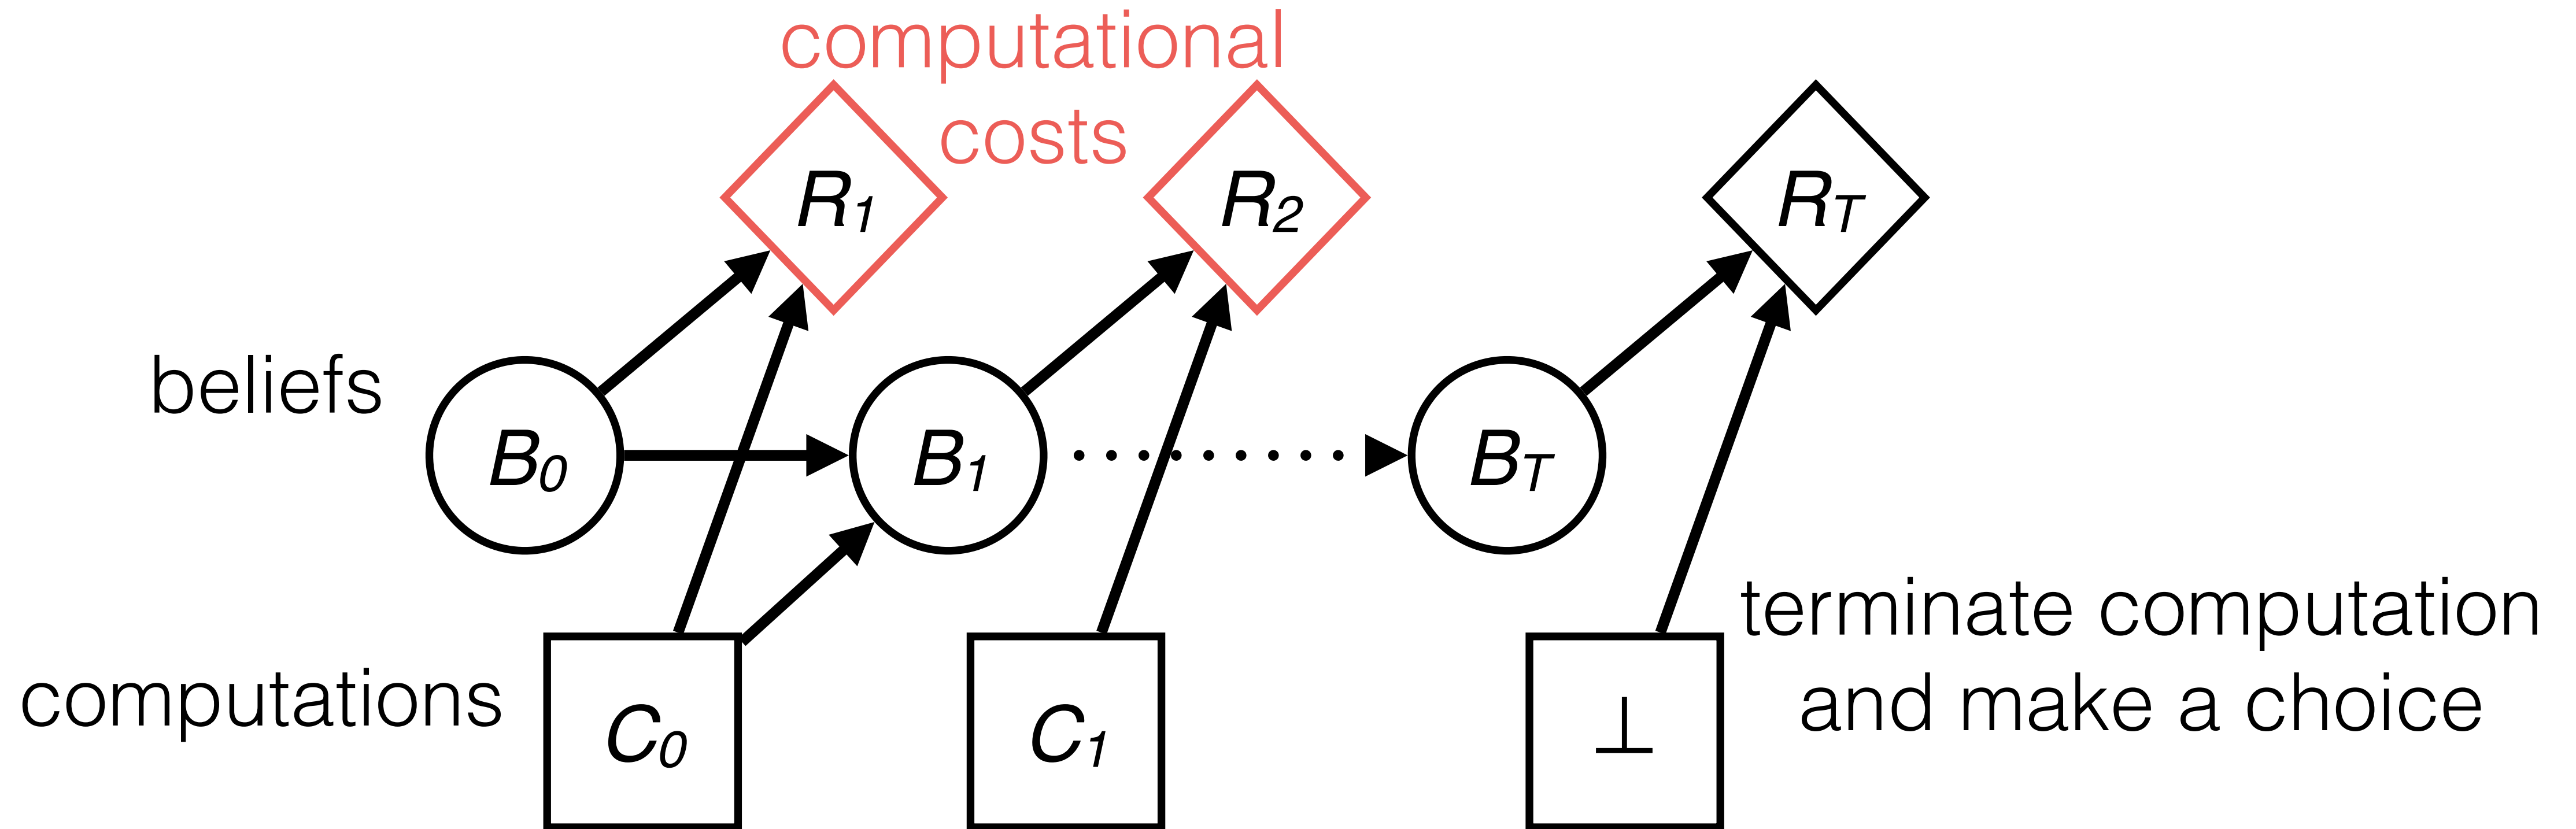 computational
costs
R1
R2
RT
beliefs
B0
B1
BT
computations
C0
C1
⊥
terminate computation
and make a choice